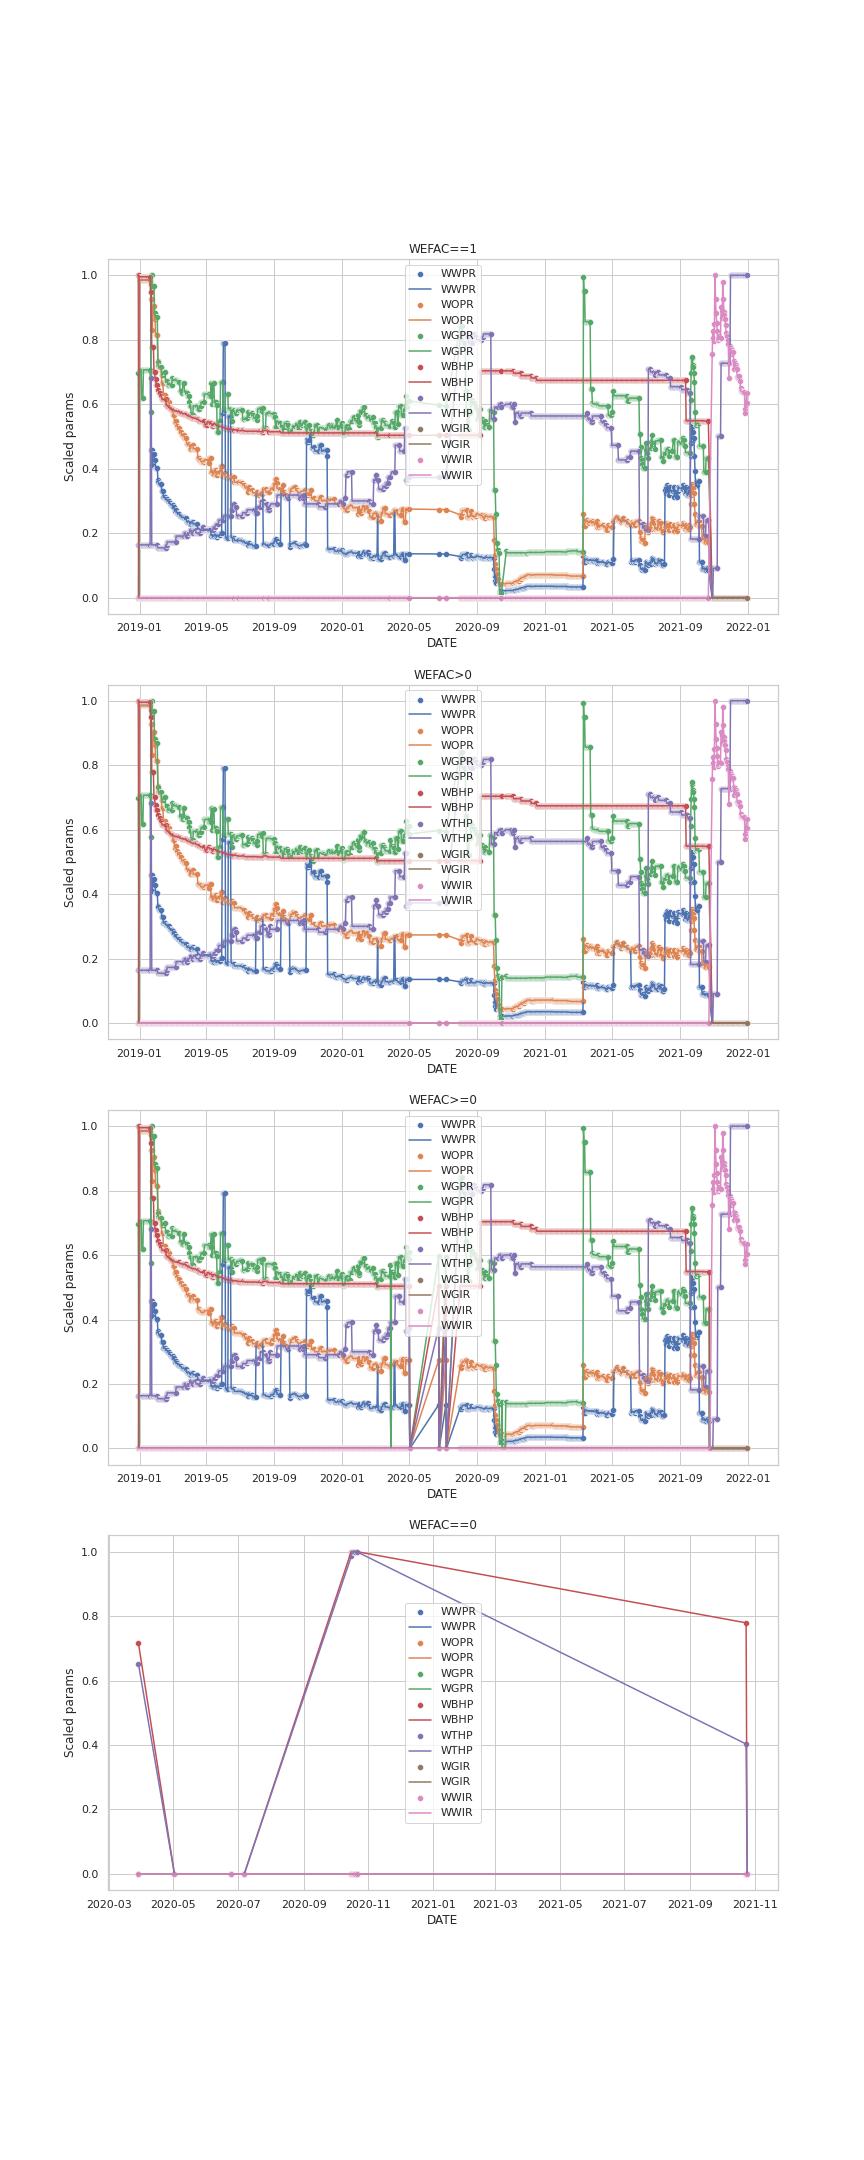 WEFAC==1
Scaled params
1.0
0.8
0.6
0.4
0.2
0.0
WWPR
WWPR
WOPR
WOPR
WGPR
WGPR
WBHP
WBHP
WTHP
WTHP
WGIR
WGIR
WWIR
WWIR
2019-01 2019-05 2019-09 2020-01 2020-05 2020-09 2021-01 2021-05 2021-09 2022-01
DATE
WEFAC>0
Scaled params
1.0
0.8
0.6
0.4
0.2
0.0
WWPR
WWPR
WOPR
WOPR
WGPR
WGPR
WBHP
WBHP
WTHP
WTHP
WGIR
WGIR
WWIR
WWIR
2019-01 2019-05 2019-09 2020-01 2020-05 2020-09 2021-01 2021-05 2021-09 2022-01
DATE
WEFAC>=0
Scaled params
1.0
0.8
0.6
0.4
0.2
0.0
WWPR
WWPR
WOPR
WOPR
WGPR
WGPR
WBHP
WBHP
WTHP
WTHP
WGIR
WGIR
WWIR
WWIR
2019-01 2019-05 2019-09 2020-01 2020-05 2020-09 2021-01 2021-05 2021-09 2022-01
DATE
WEFAC==0
Scaled params
1.0
0.8
0.6
0.4
0.2
0.0
WWPR
WWPR
WOPR
WOPR
WGPR
WGPR
WBHP
WBHP
WTHP
WTHP
WGIR
WGIR
WWIR
WWIR
2020-03 2020-05 2020-07 2020-09 2020-11 2021-01 2021-03 2021-05 2021-07 2021-09 2021-11
DATE